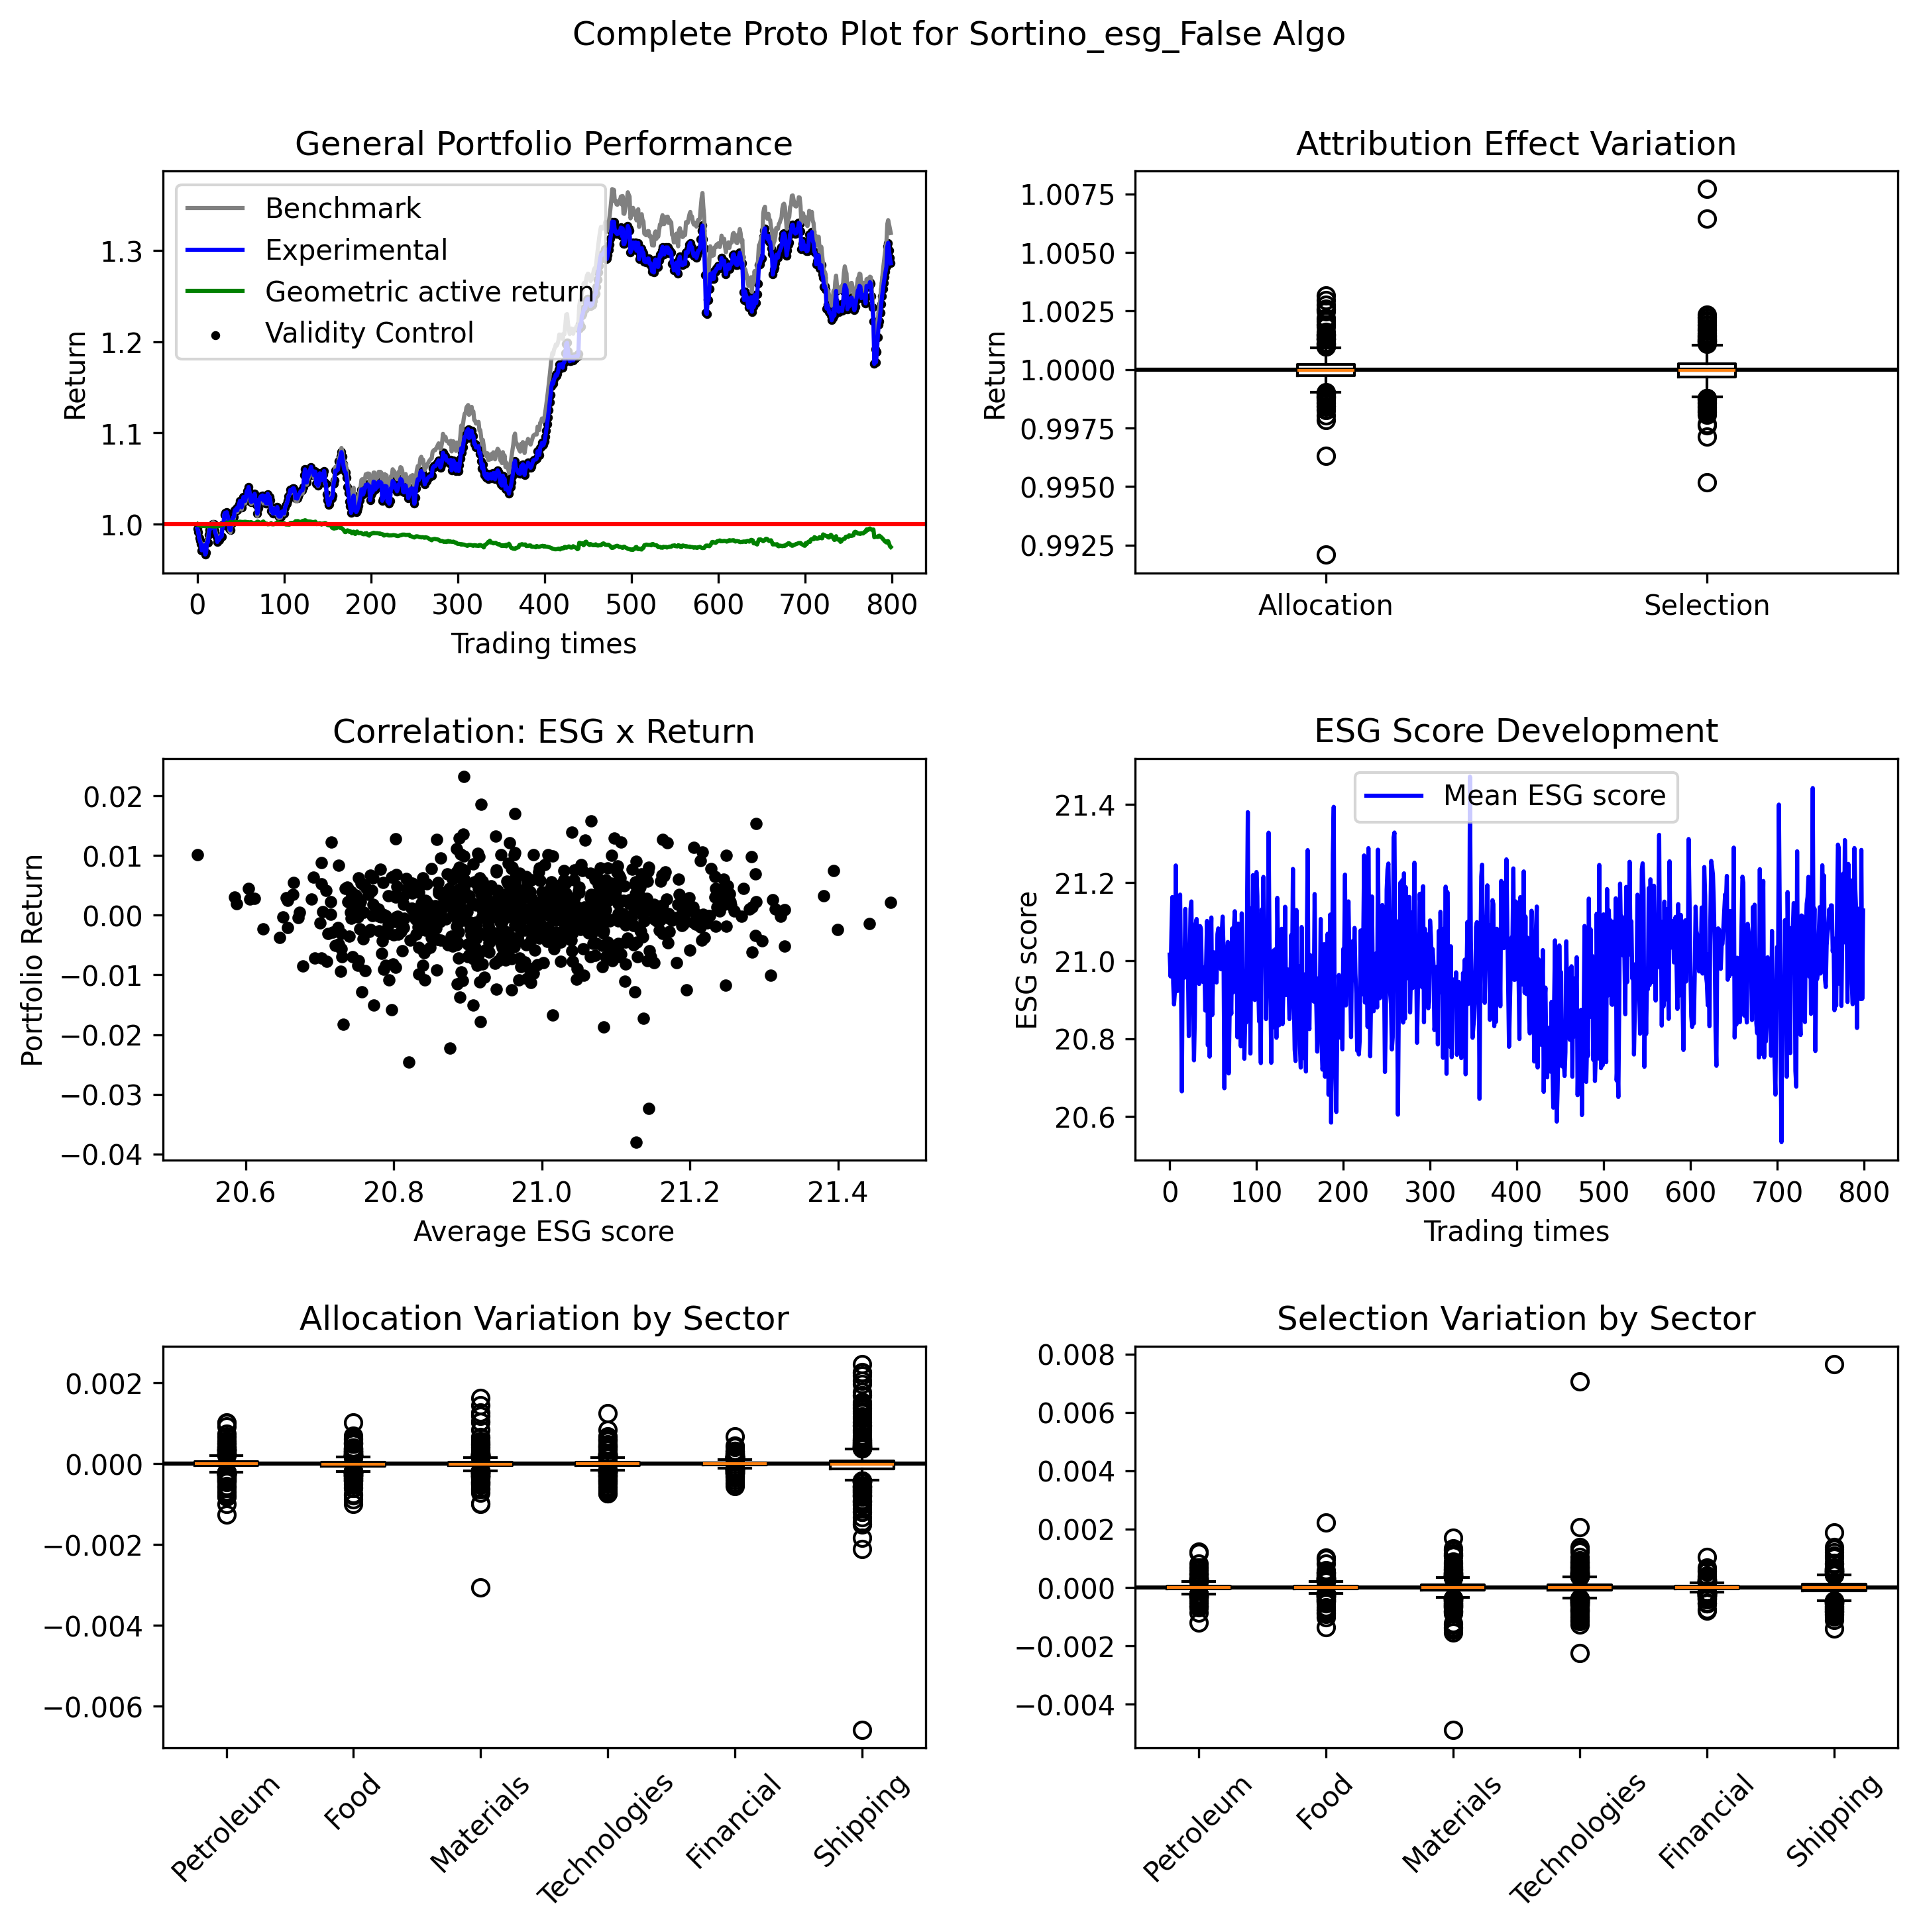 Complete Proto Plot for Sortino_esg_False Algo
General Portfolio Performance
Return
1.3
1.2
1.1
1.0
Benchmark
Experimental
Geometric active return
Validity Control
0 100 200 300 400 500 600 700 800
Trading times
Attribution Effect Variation
Return
1.0075
1.0050
1.0025
1.0000
0.9975
0.9950
0.9925
Allocation Selection
Correlation: ESG x Return
Portfolio Return
0.02
0.01
0.00
−0.01
−0.02
−0.03
−0.04
20.6 20.8 21.0 21.2 21.4
Average ESG score
ESG Score Development
ESG score
21.4
21.2
21.0
20.8
20.6
Mean ESG score
0 100 200 300 400 500 600 700 800
Trading times
Allocation Variation by Sector
0.002
0.000
−0.002
−0.004
−0.006
Petroleum
Food
Materials
Technologies
Financial
Shipping
Selection Variation by Sector
0.008
0.006
0.004
0.002
0.000
−0.002
−0.004
Petroleum
Food
Materials
Technologies
Financial
Shipping